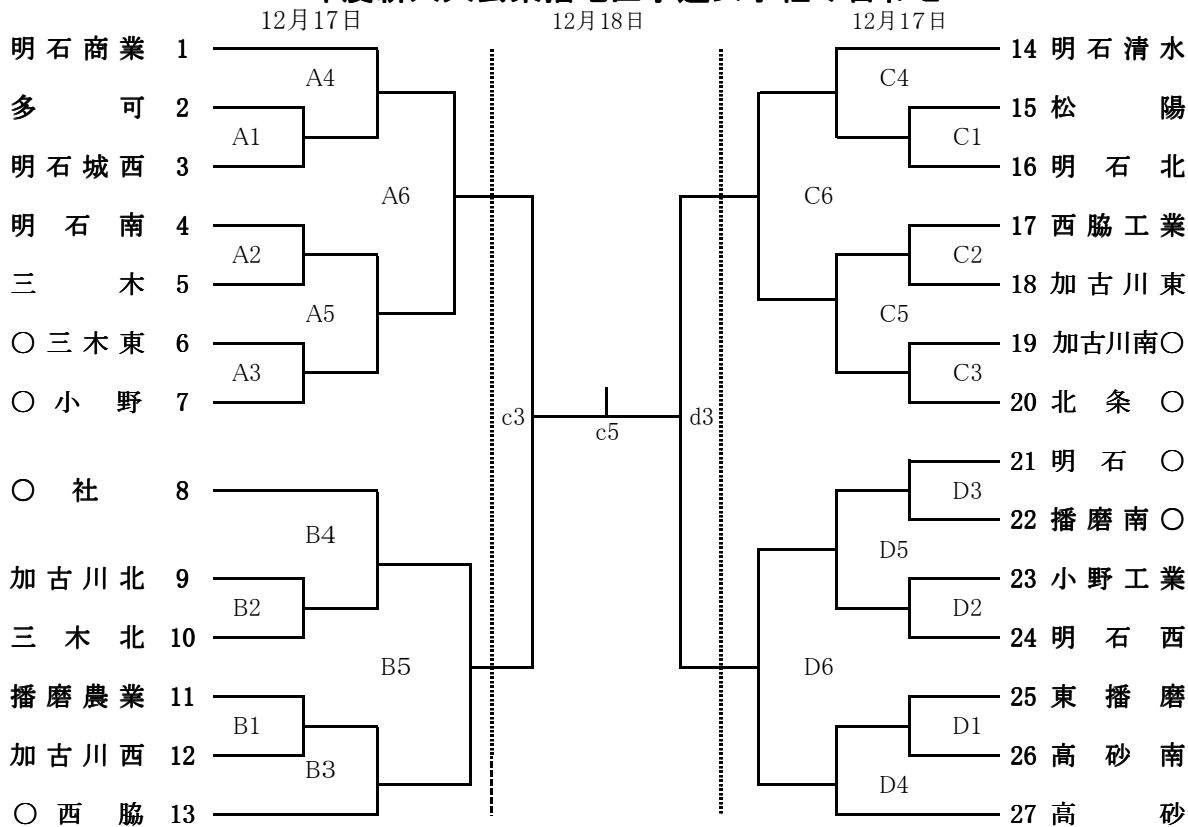 12月17日 12月18日 12月17日
明石商業 1
A4
多可 2
A1
明石城西 3
A6
明石南 4
A2
三木 5
A5
○三木東 6
A3
○小野 7
○社 8
B4
加古川北 9
B2
三木北 10
B5
播磨農業 11
B1
加古川西 12
B3
○西脇 13
c3
c5
d3
14 明石清水
C4
15 松陽
C1
16 明石北
C6
17 西脇工業
C2
18 加古川東
C5
19 加古川南○
C3
20 北条○
21 明石○
D3
22 播磨南○
D5
23 小野工業
D2
24 明石西
D6
25 東播磨
D1
26 高砂南
D4
27 高砂